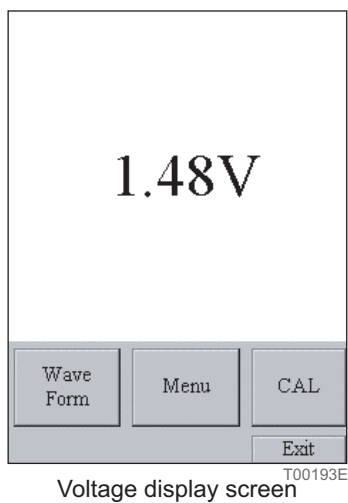 1.48V
Wave
Form
Menu
CAL
Exit
T00193E
Voltage display screen